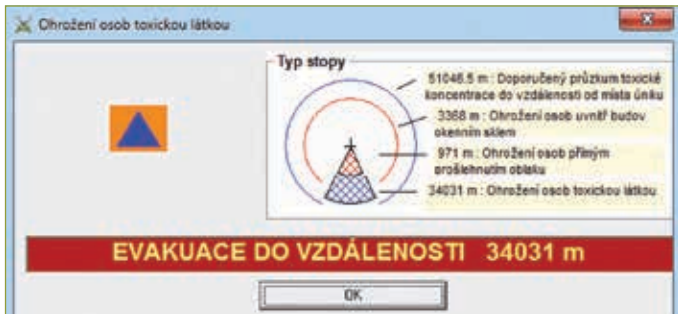 Ohrožení osob toxickou látkou
Typ stopy
51046.5 m : Doporučený průzkum toxické
koncentrace do vzdálenosti od místa úniku
3368 m : Ohrožení osob uvnitř budov
okenním sklem
971 m : Ohrožení osob přímým
prošlehnutím oblaku
34031 m : Ohrožení osob toxickou látkou
EVAKUACE DO VZDÁLENOSTI 34031 m
OK